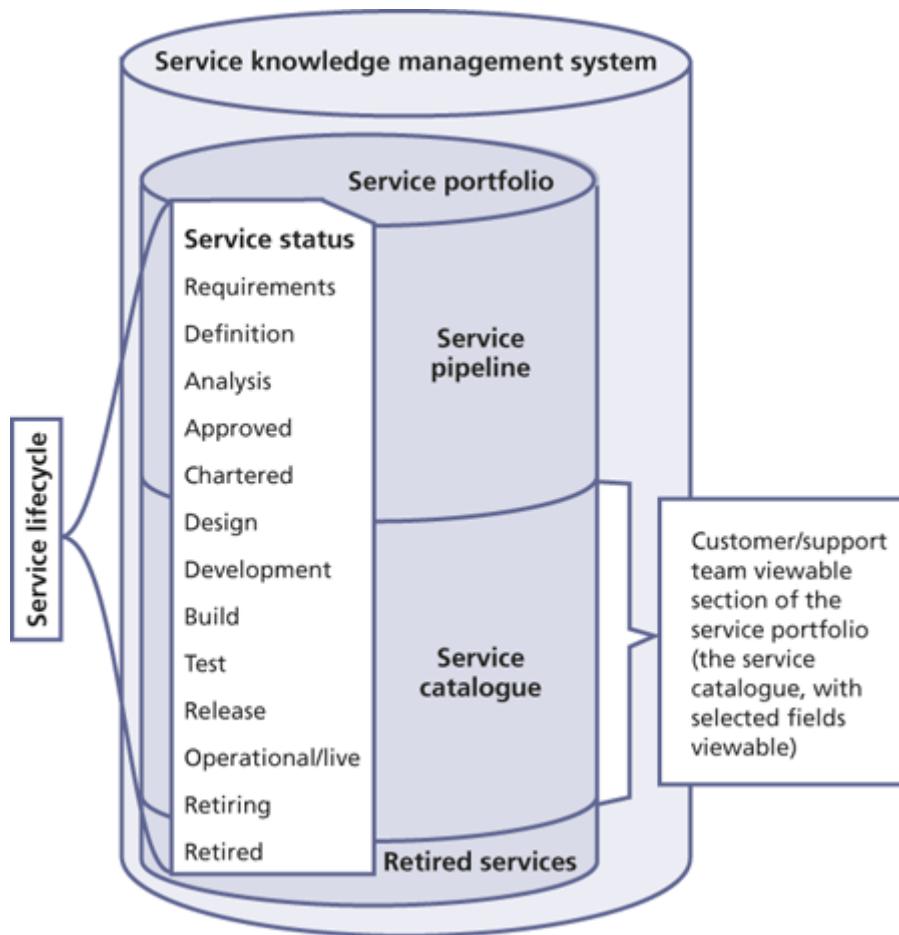 Service knowledge management system
Service portfolio
Service status
Requirements
Definition
Analysis
Approved
Chartered
Design
Development
Build
Test
Release
Operational/live
Retiring
Retired
Service
pipeline
Service
catalogue
Retired services
Service lifecycle
Customer/support
team viewable
section of the
service portfolio
(the service
catalogue, with
selected fields
viewable)